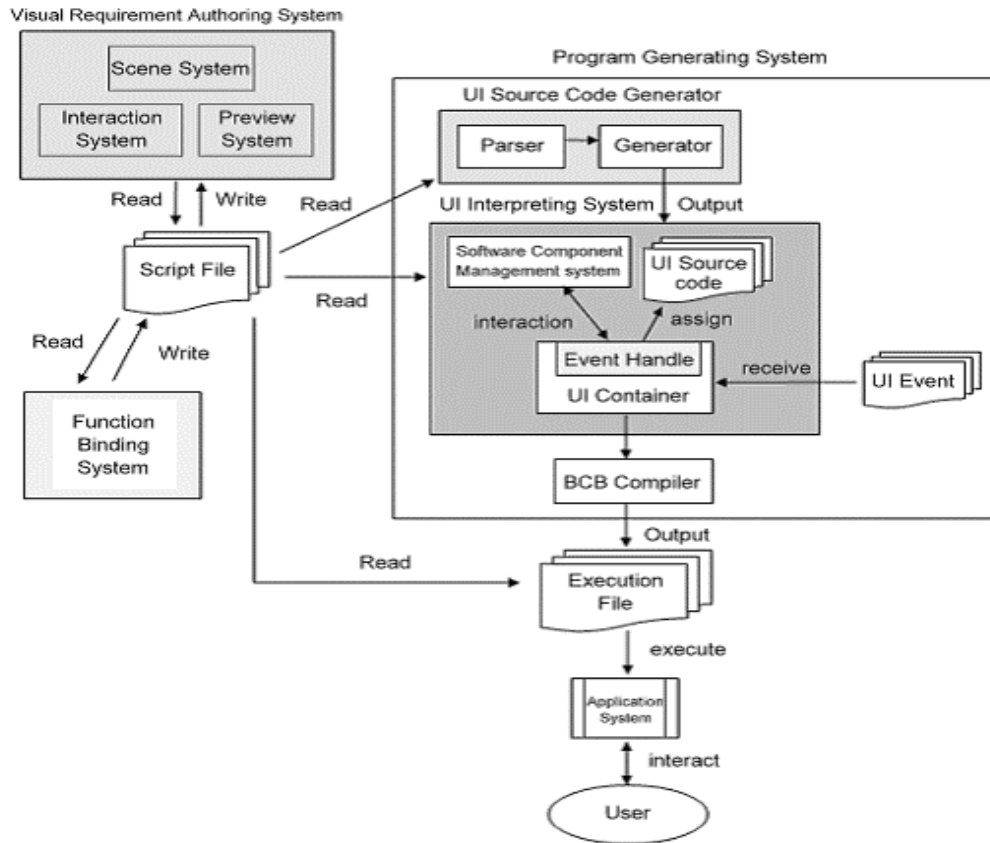 Visual Requirement Authoring System
Scene System
Interaction
System
Preview
System
Read
Write
Script File
Read
Write
Function
Binding
System
Read
Read
Read
Program Generating System
UI Source Code Generator
Parser
Generator
UI Interpreting System
Output
Software Component
Management system
UI Source
code
interaction
assign
Event Handle
UI Container
receive
UI Event
BCB Compiler
Output
Execution
File
execute
Application
System
interact
User